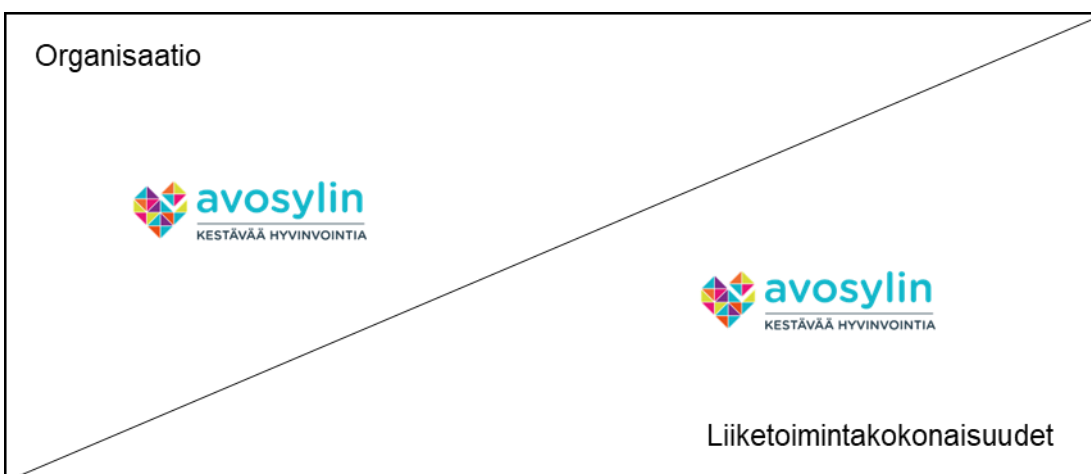 Organisaatio
avosylin
KESTÄVÄÄ HYVINVOINTIA
avosylin
KESTÄVÄÄ HYVINVOINTIA
Liiketoimintakokonaisuudet